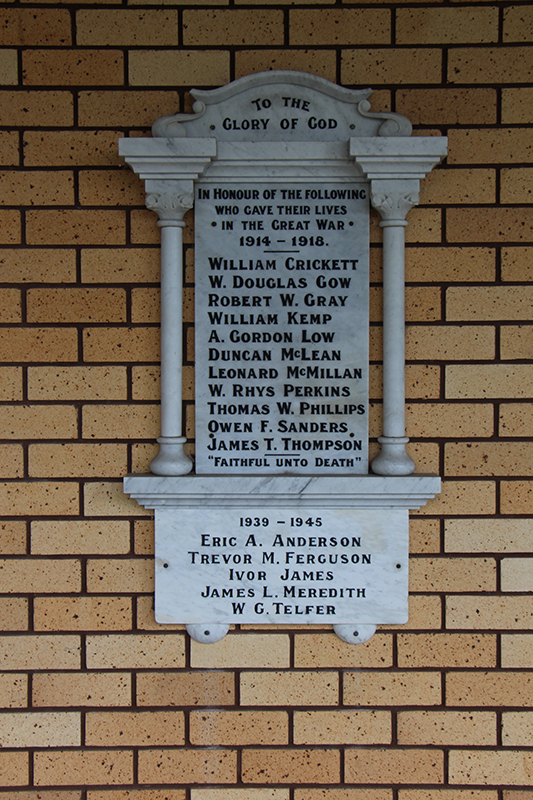 To the
Glory of God
In Honour of the following
who gave their lives
• in the Great War •
1914 – 1918.
William Crickett
W. Douglas Gow
Robert W. Gray
William Kemp
A. Gordon Low
Duncan McLean
Leonard McMillan
W. Rhys Perkins
Thomas W. Phillips
Owen F. Sanders
James T. Thompson
"Faithful unto Death"
1939 – 1945
Eric A. Anderson
Trevor M. Ferguson
Ivor James
James L. Meredith
W G. Telfer